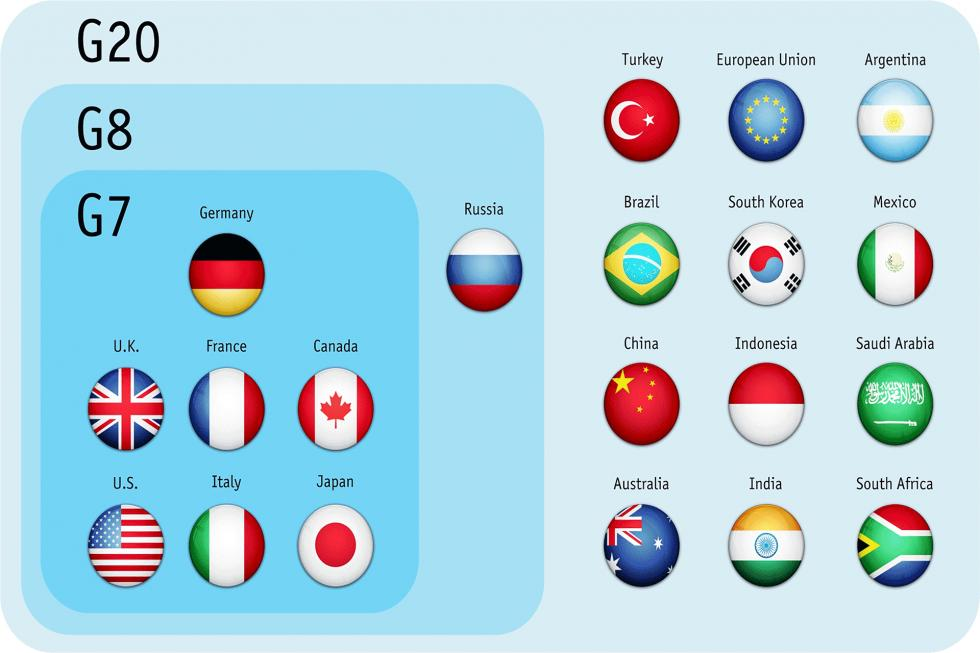 G20
Turkey European Union Argentina
G8
G7
Germany Russia
Brazil South Korea Mexico
U.K. France Canada
China Indonesia Saudi Arabia
U.S. Italy Japan
Australia India South Africa